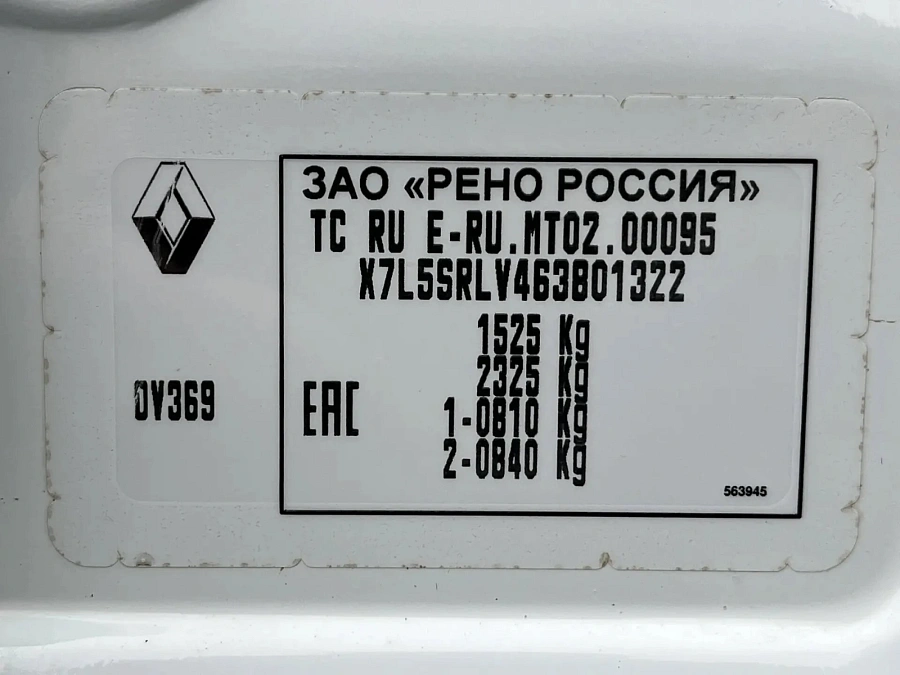 ЗАО «РЕНО РОССИЯ»
TC RU E-RU.MT02.00095
X7L5SRLV463801322
1525 Kg
2325 Kg
1-0810 Kg
2-0840 Kg
EAC
DV369
563945